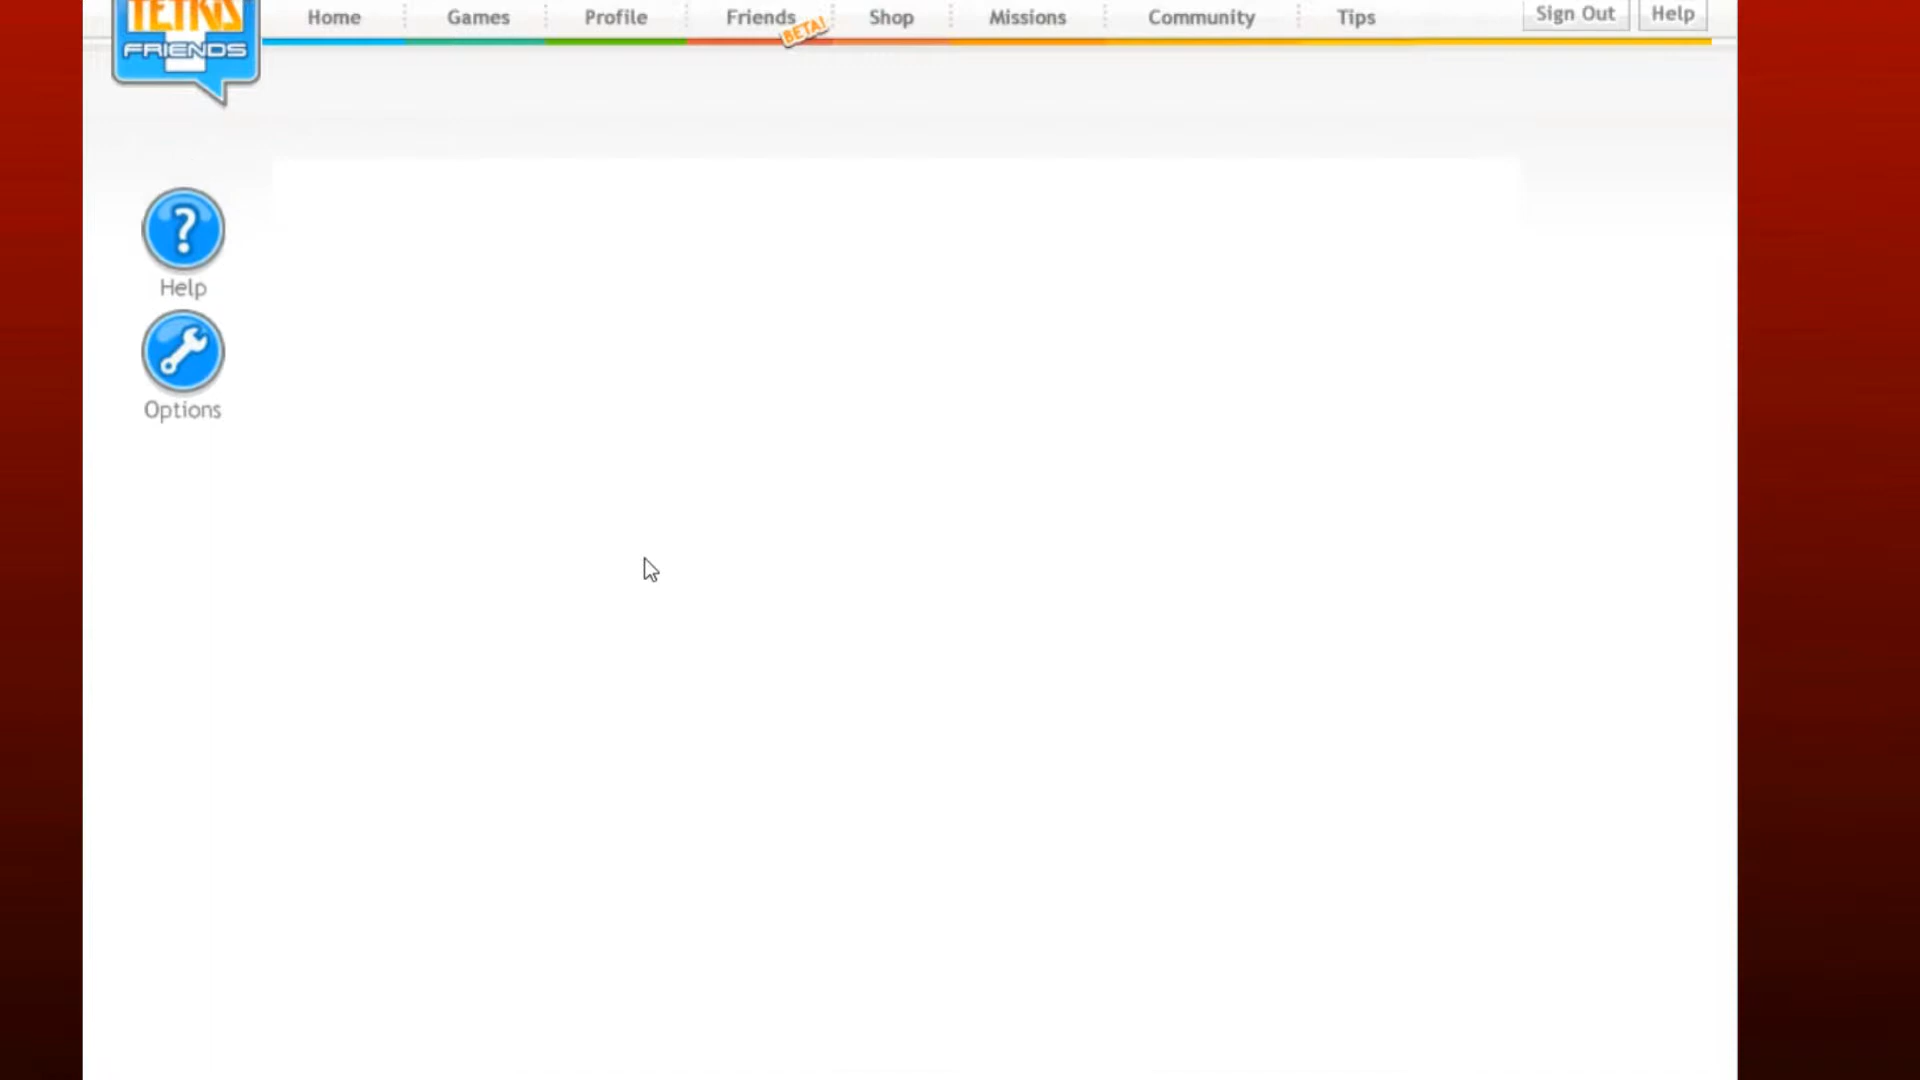 TETRIS
FRIENDS
Home
Games
Profile
Friends
BETA!
Shop
Missions
Community
Tips
Sign Out
Help
?
Help
Options